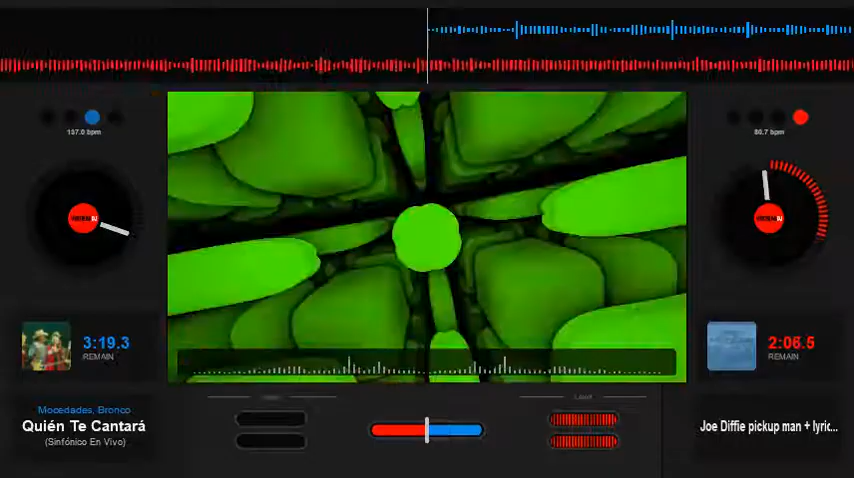 137.0 bpm
80.7 bpm
3:19.3
REMAIN
2:06.5
REMAIN
Mocedades, Bronco
Quién Te Cantará
(Sinfónico En Vivo)
Joe Diffie pickup man + lyric...